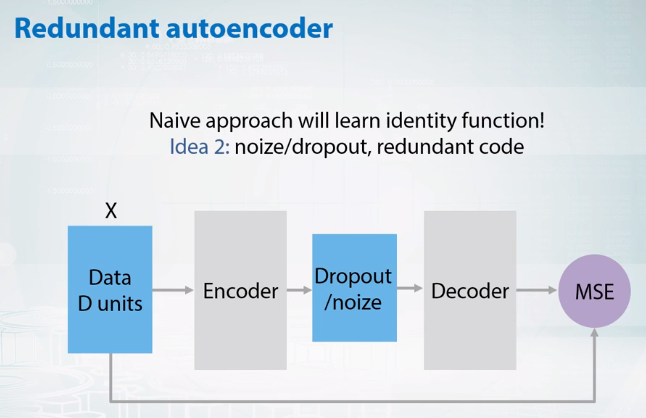 Redundant autoencoder
Naive approach will learn identity function!
Idea 2: noize/dropout, redundant code
X
Data
D units
Encoder
Dropout
/noize
Decoder
MSE